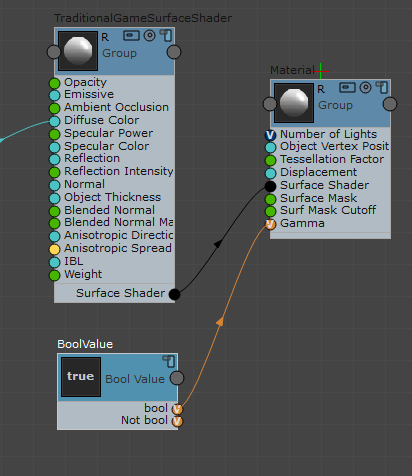 TraditionalGameSurfaceShader
R
Group
Opacity
Emissive
Ambient Occlusion
Diffuse Color
Specular Power
Specular Color
Reflection
Reflection Intensity
Normal
Object Thickness
Blended Normal
Blended Normal Ma
Anisotropic Directic
Anisotropic Spread
IBL
Weight
Surface Shader
Material
R
Group
V Number of Lights
Object Vertex Posit
Tessellation Factor
Displacement
Surface Shader
Surface Mask
Surf Mask Cutoff
V Gamma
BoolValue
true
Bool Value
bool V
Not bool V